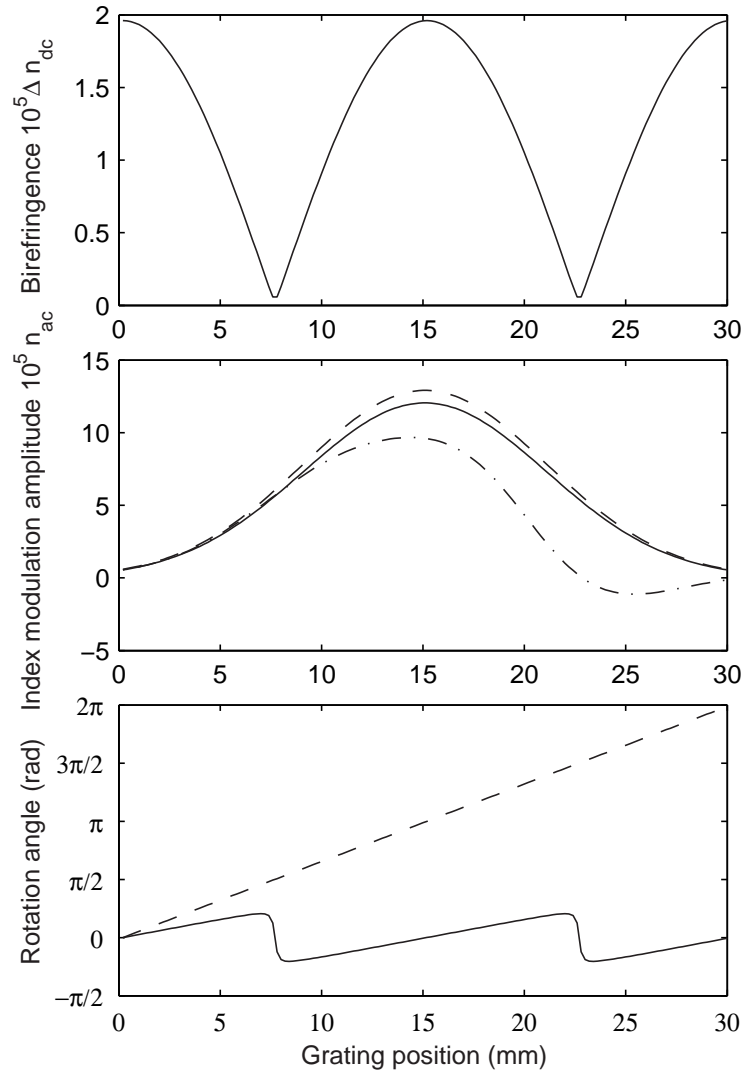 Birefringence 10^5 Δ n_dc
2
1.5
1
0.5
0
0 5 10 15 20 25 30
Index modulation amplitude 10^5 n_ac
15
10
5
0
−5
0 5 10 15 20 25 30
Rotation angle (rad)
2π
3π/2
π
π/2
0
−π/2
0 5 10 15 20 25 30
Grating position (mm)